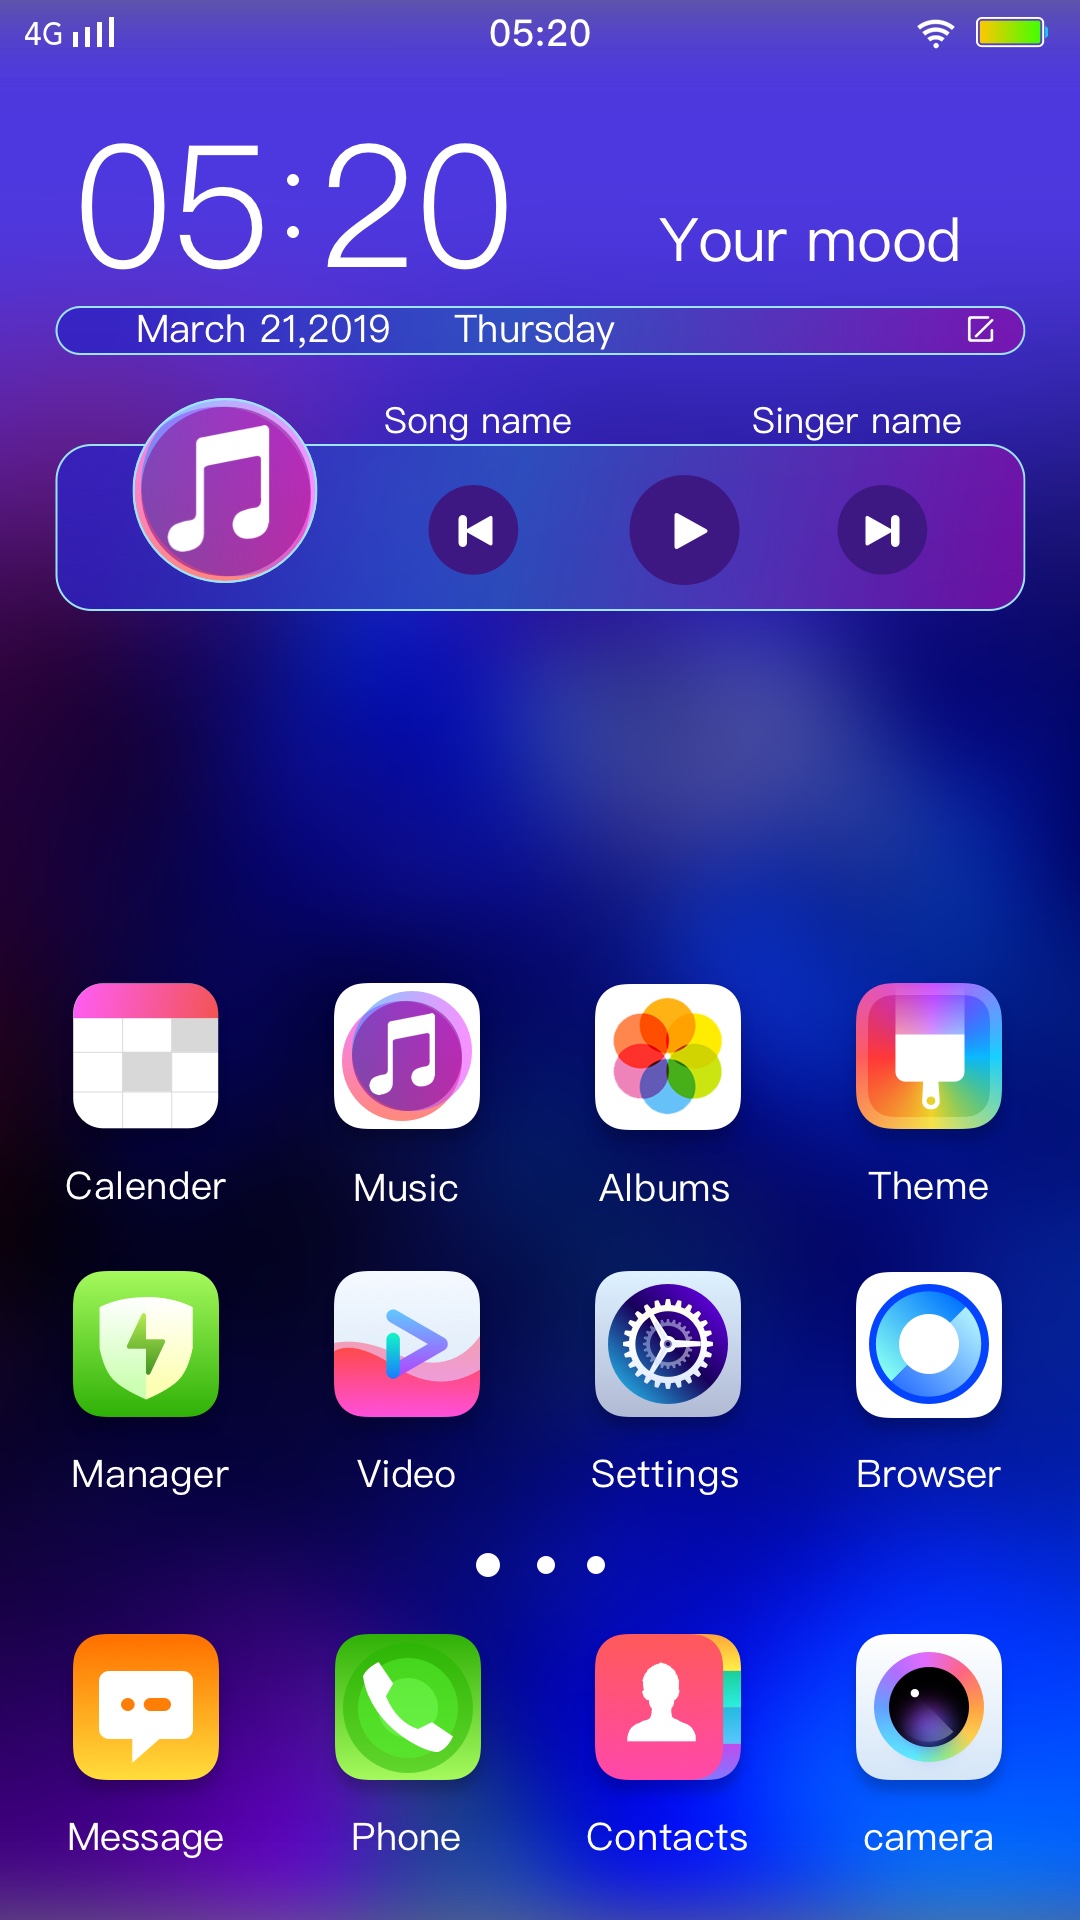 4G 05:20
05:20 Your mood
March 21,2019 Thursday
Song name Singer name
Calender Music Albums Theme
Manager Video Settings Browser
Message Phone Contacts camera